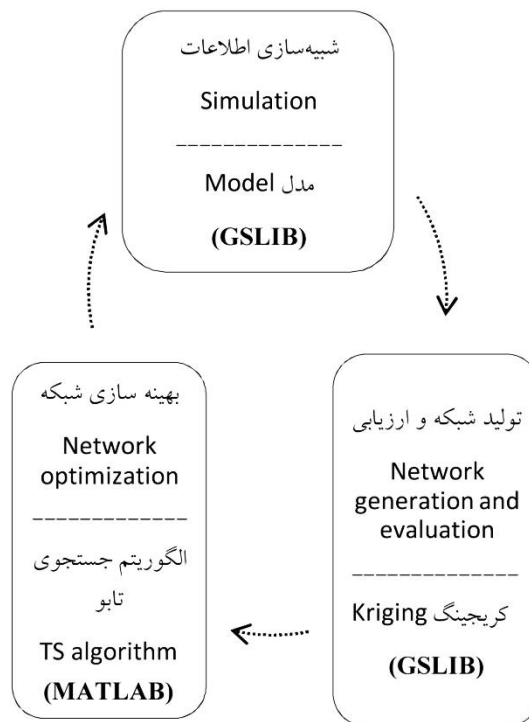 شبیه‌سازی اطلاعات
Simulation
--------------
مدل Model
(GSLIB)
تولید شبکه و ارزیابی
Network
generation and
evaluation
---------------
کریجینگ Kriging
(GSLIB)
بهینه سازی شبکه
Network
optimization
--------------
الگوریتم جستجوی
تابو
TS algorithm
(MATLAB)